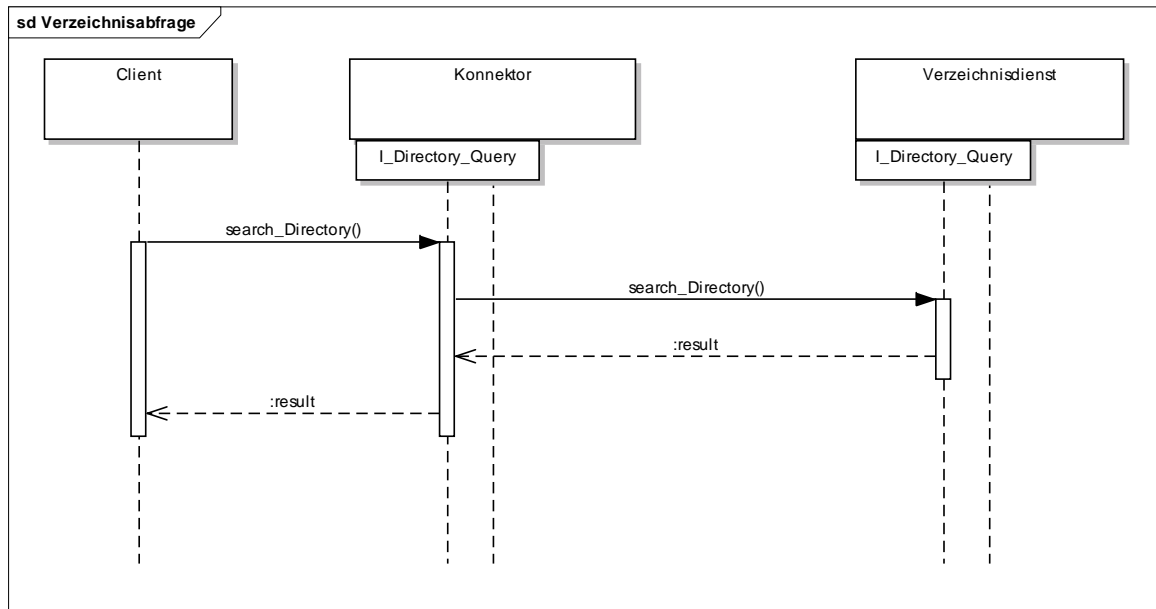 sd Verzeichnisabfrage
Client
Konnektor
Verzeichnisdienst
I_Directory_Query
I_Directory_Query
search_Directory()
search_Directory()
:result
:result